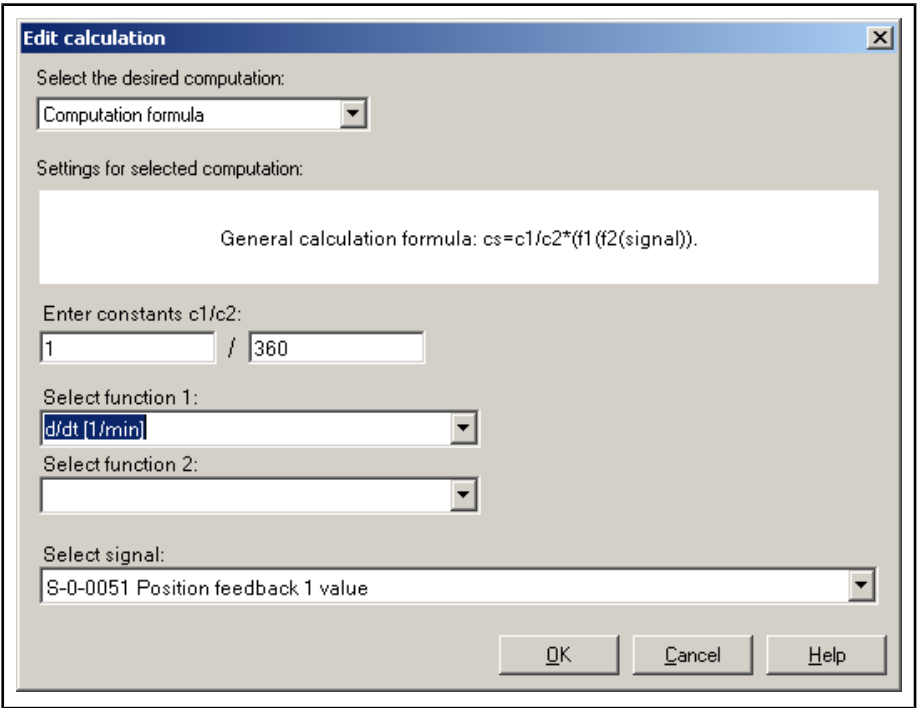 Edit calculation
Select the desired computation:
Computation formula
Settings for selected computation:
General calculation formula: cs=c1/c2*(f1(f2(signal)).
Enter constants c1/c2:
1 / 360
Select function 1:
d/dt [1/min]
Select function 2:
Select signal:
S-0-0051 Position feedback 1 value
OK Cancel Help